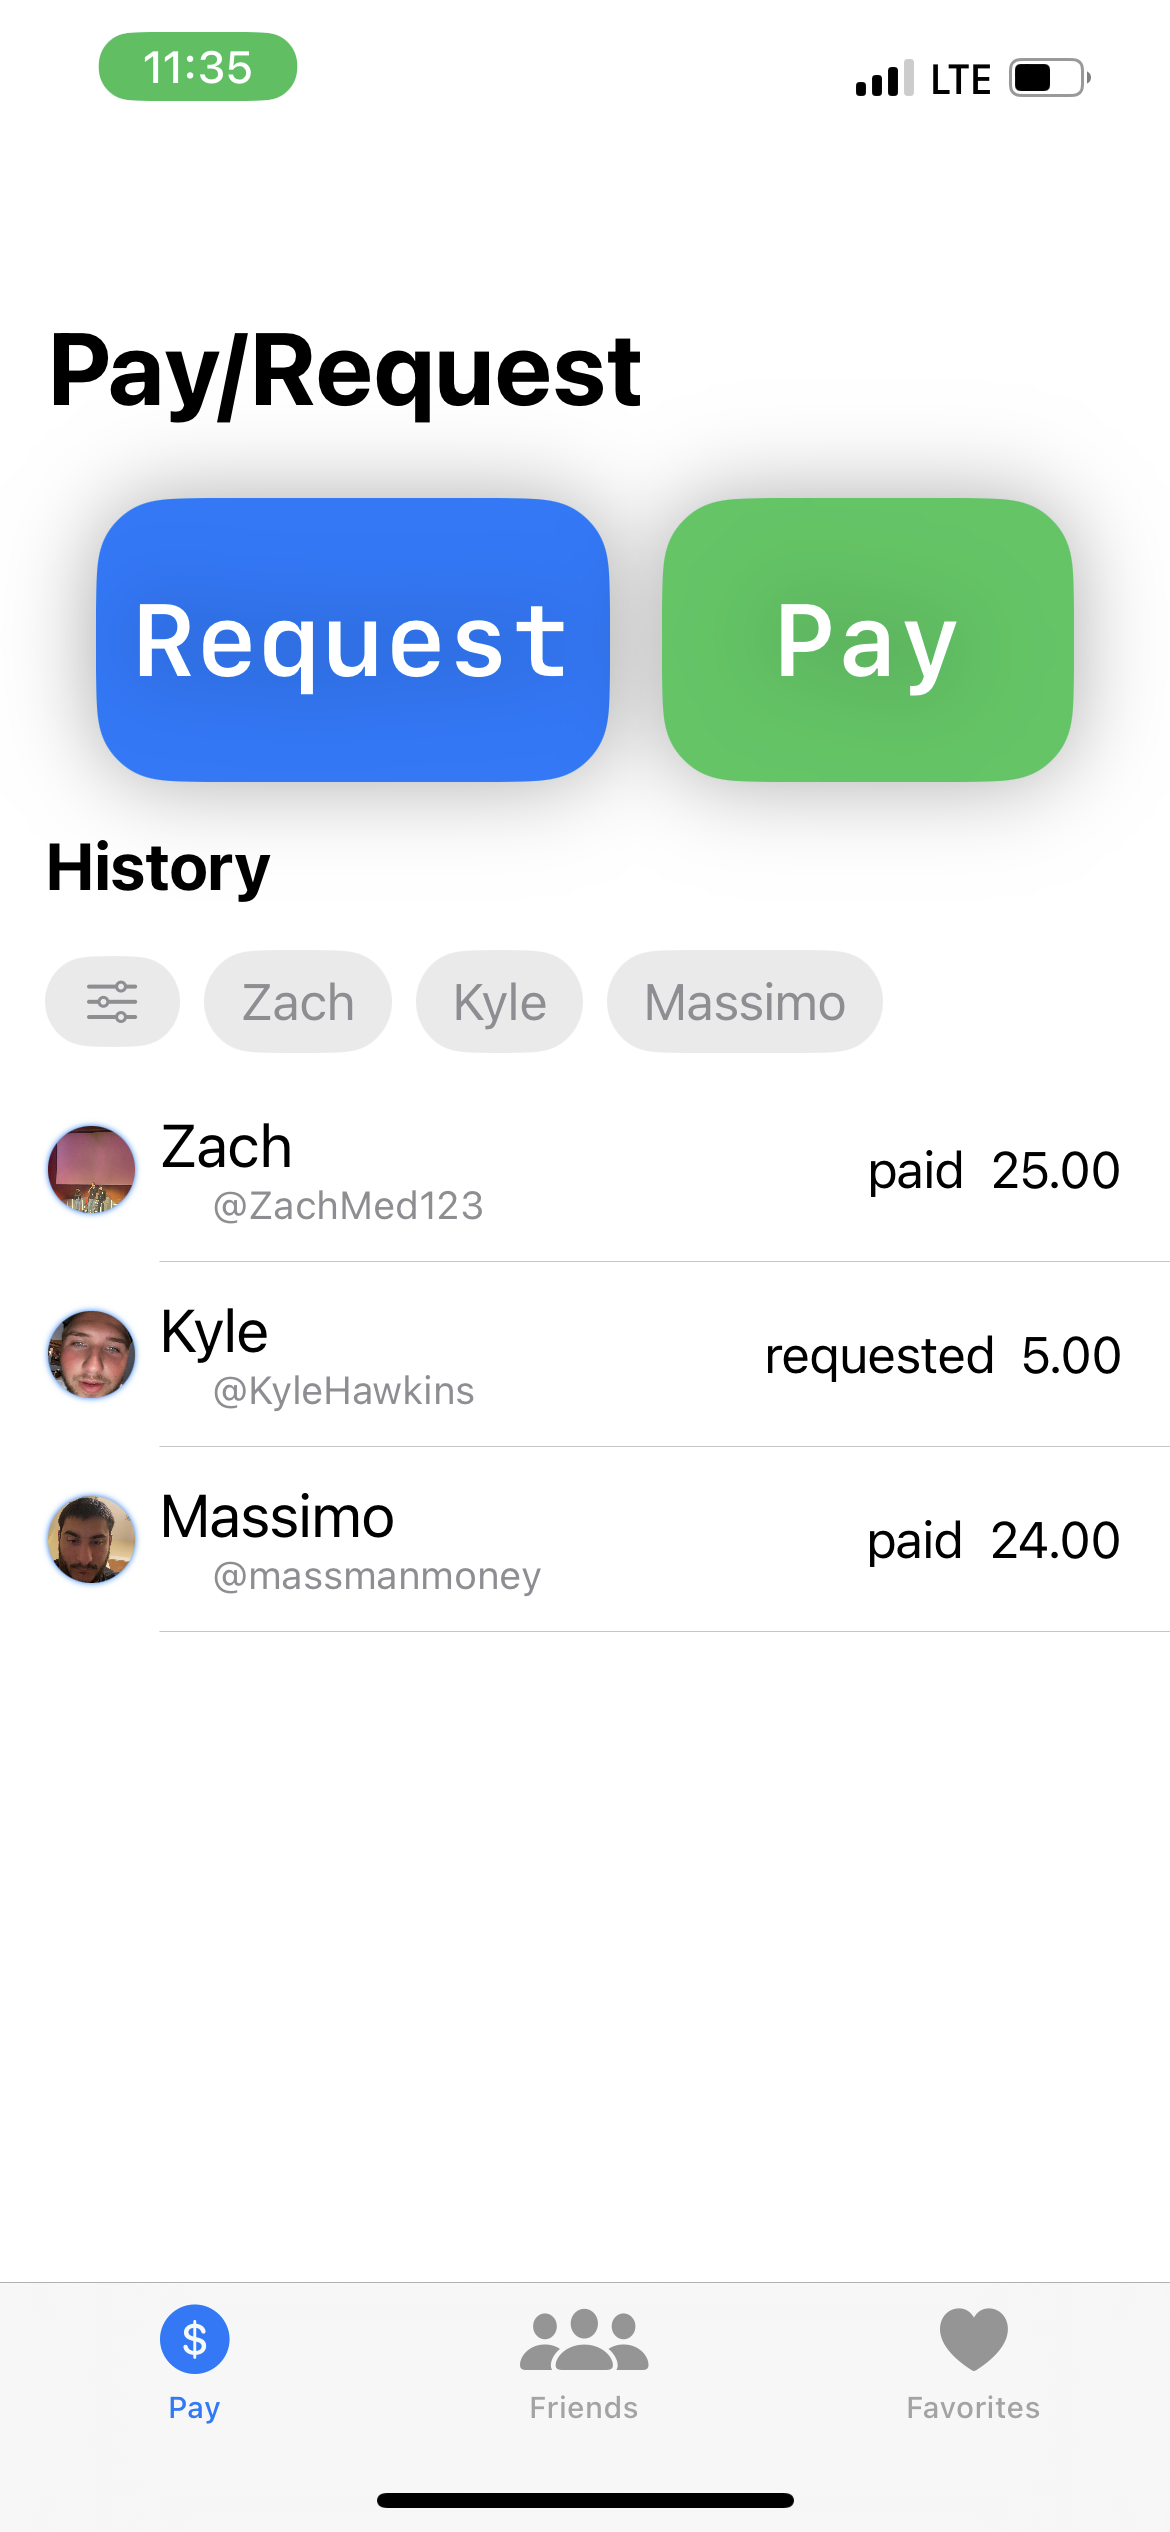 11:35 LTE
Pay/Request
Request Pay
History
Zach Kyle Massimo
Zach
@ZachMed123
paid 25.00
Kyle
@KyleHawkins
requested 5.00
Massimo
@massmanmoney
paid 24.00
$
Pay Friends Favorites